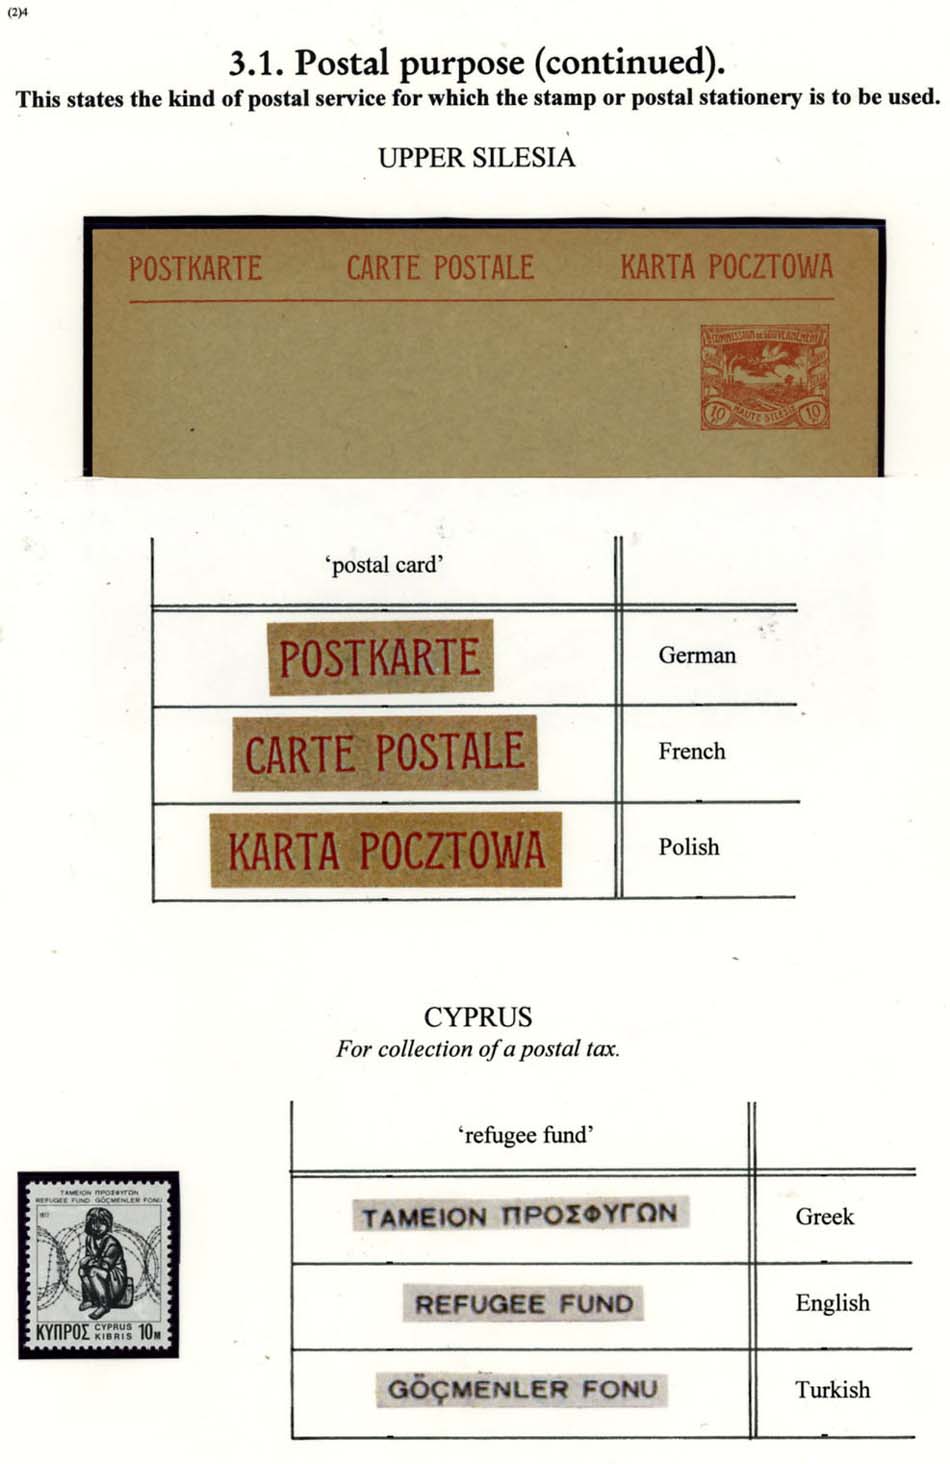 (2)4
3.1. Postal purpose (continued).
This states the kind of postal service for which the stamp or postal stationery is to be used.
UPPER SILESIA
POSTKARTE CARTE POSTALE KARTA POCZTOWA
COMMISSION DE GOUVERNEMENT
10 HAUTE SILESIE 10
'postal card'
POSTKARTE German
CARTE POSTALE French
KARTA POCZTOWA Polish
CYPRUS
For collection of a postal tax.
'refugee fund'
ΤΑΜΕΙΟΝ ΠΡΟΣΦΥΓΩΝ Greek
REFUGEE FUND English
GÖÇMENLER FONU Turkish
ΤΑΜΕΙΟΝ ΠΡΟΣΦΥΓΩΝ
REFUGEE FUND GÖÇMENLER FONU
1977
ΚΥΠΡΟΣ CYPRUS KIBRIS 10M